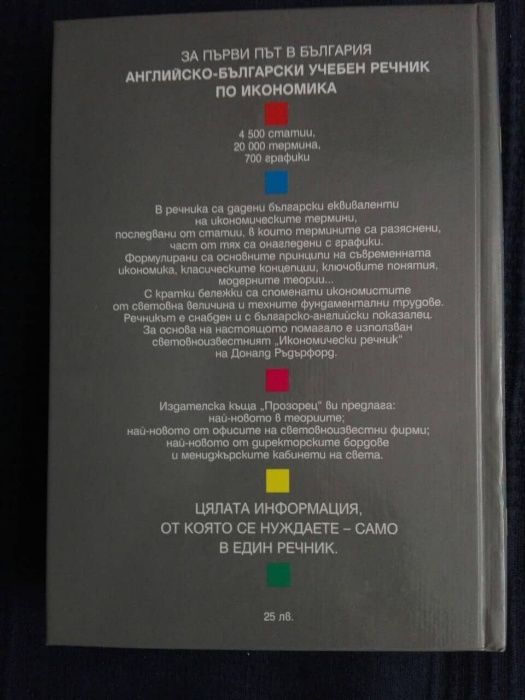 ЗА ПЪРВИ ПЪТ В БЪЛГАРИЯ
АНГЛИЙСКО-БЪЛГАРСКИ УЧЕБЕН РЕЧНИК
ПО ИКОНОМИКА
4 500 статии,
20 000 термина,
700 графики
В речника са дадени български еквиваленти
на икономическите термини,
последвани от статии, в които термините са разяснени,
част от тях са онагледени с графики.
Формулирани са основните принципи на съвременната
икономика, класическите концепции, ключовите понятия,
модерните теории...
С кратки бележки са споменати икономистите
от световна величина и техните фундаментални трудове.
Речникът е снабден и с българско-английски показалец.
За основа на настоящото помагало е използван
световноизвестният „Икономически речник"
на Доналд Ръдърфорд.
Издателска къща „Прозорец" ви предлага:
най-новото в теориите;
най-новото от офисите на световноизвестни фирми;
най-новото от директорските бордове
и мениджърските кабинети на света.
ЦЯЛАТА ИНФОРМАЦИЯ,
ОТ КОЯТО СЕ НУЖДАЕТЕ – САМО
В ЕДИН РЕЧНИК.
25 лв.